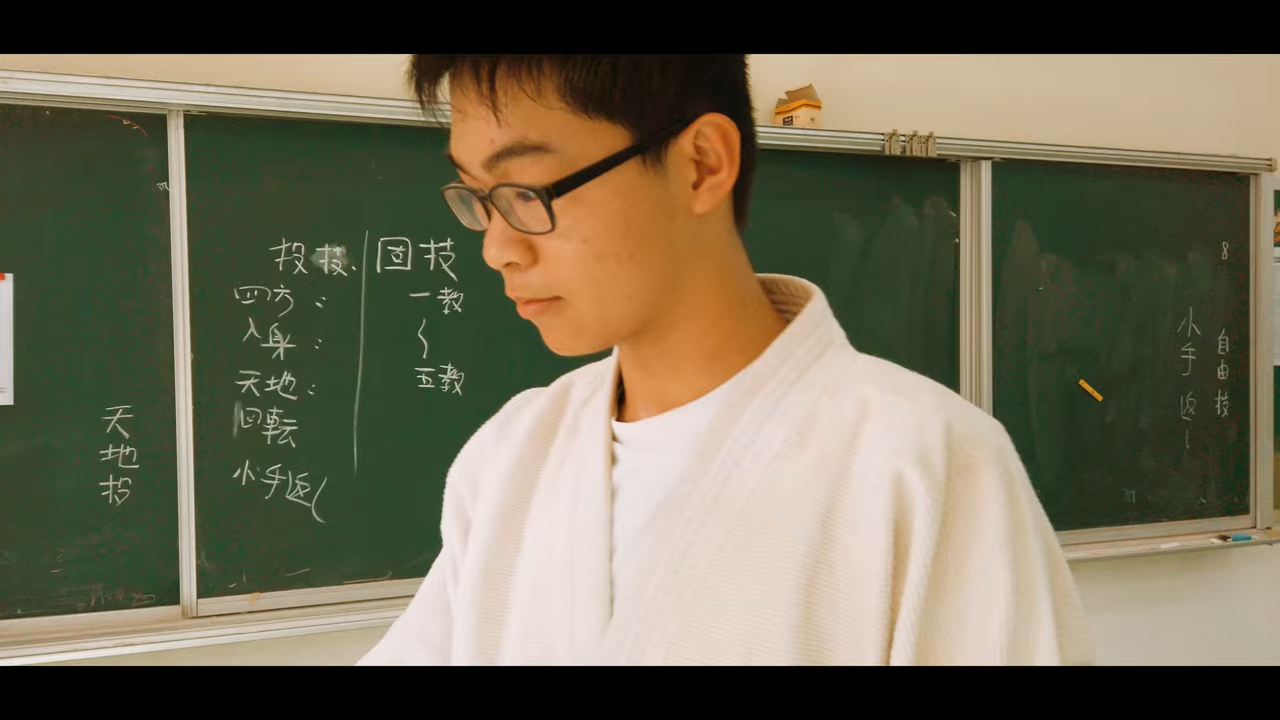 天地投
投技.
四方:
入身:
天地:
回転
小手返(
固技
一教
〜
五教
8
自由技
小手返し